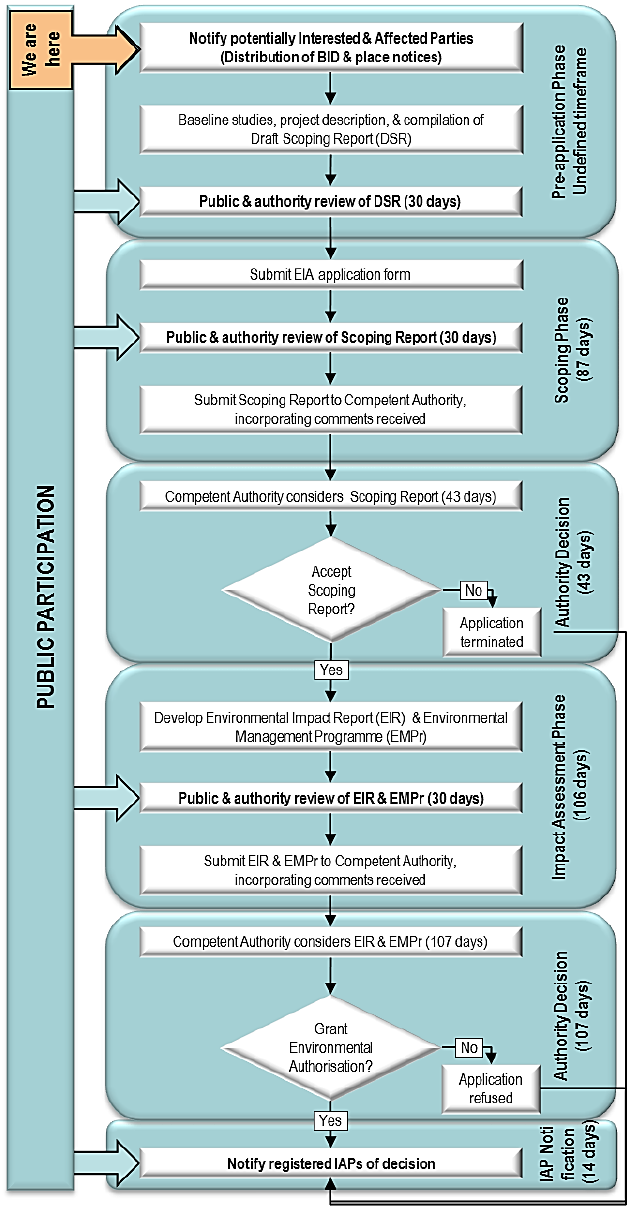 We are
here
PUBLIC PARTICIPATION
Notify potentially Interested & Affected Parties
(Distribution of BID & place notices)
Baseline studies, project description, & compilation of
Draft Scoping Report (DSR)
Public & authority review of DSR (30 days)
Pre-application Phase
Undefined timeframe
Submit EIA application form
Public & authority review of Scoping Report (30 days)
Submit Scoping Report to Competent Authority,
incorporating comments received
Scoping Phase
(87 days)
Competent Authority considers Scoping Report (43 days)
Accept
Scoping
Report?
No
Application
terminated
Yes
Authority Decision
(43 days)
Develop Environmental Impact Report (EIR) & Environmental
Management Programme (EMPr)
Public & authority review of EIR & EMPr (30 days)
Submit EIR & EMPr to Competent Authority,
incorporating comments received
Impact Assessment Phase
(106 days)
Competent Authority considers EIR & EMPr (107 days)
Grant
Environmental
Authorisation?
No
Application
refused
Yes
Authority Decision
(107 days)
Notify registered IAPs of decision
IAP Noti
fication
(14 days)